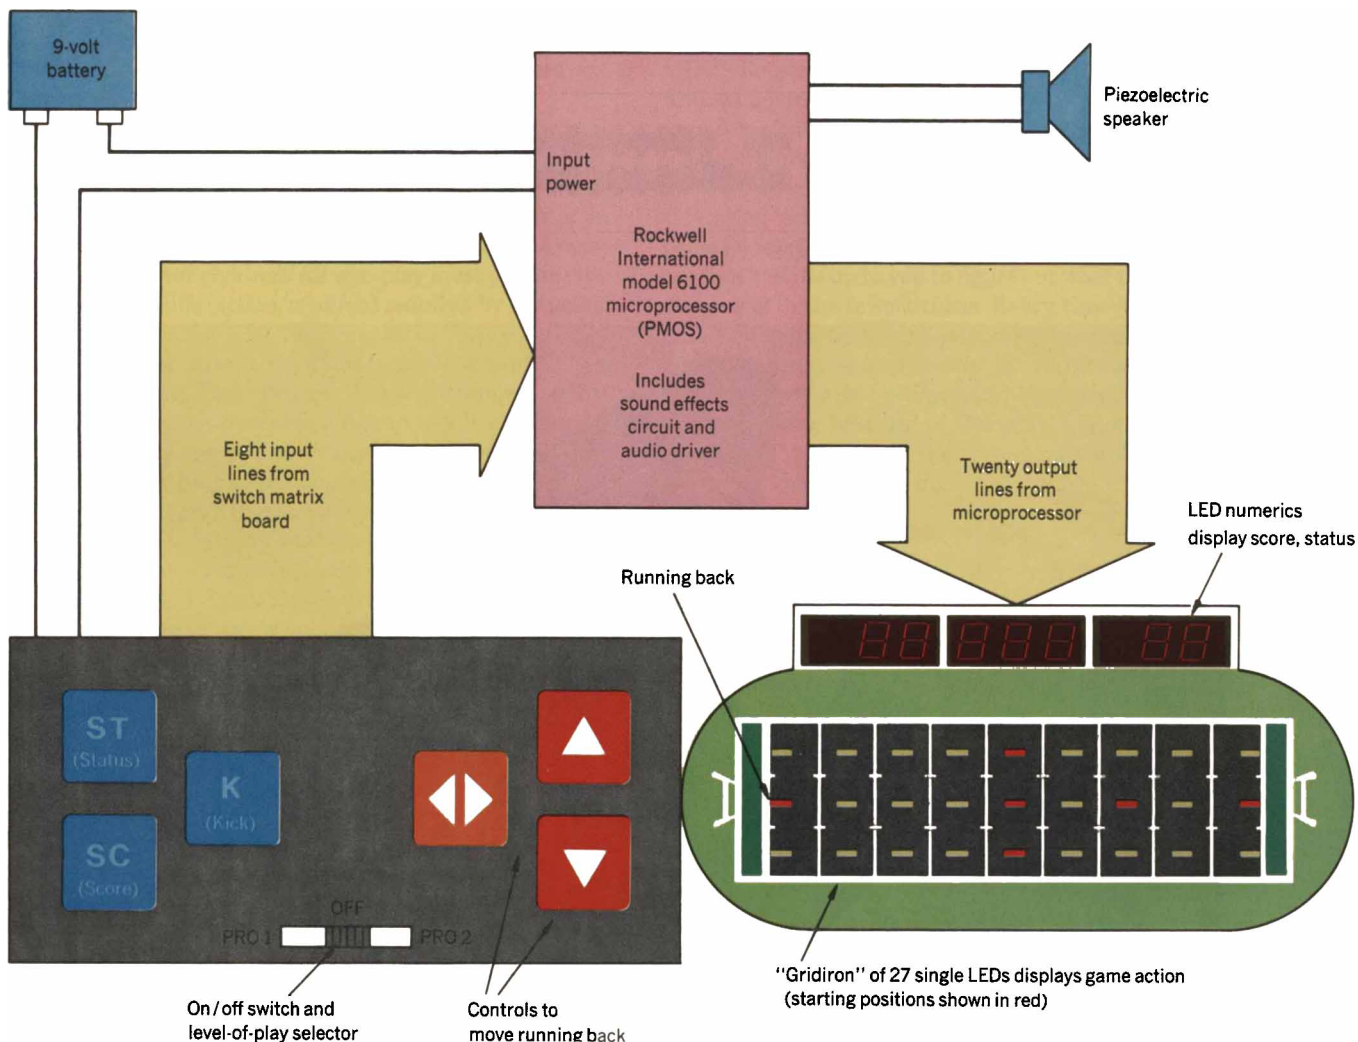 9-volt
battery
Piezoelectric
speaker
Input
power
Rockwell
International
model 6100
microprocessor
(PMOS)
Includes
sound effects
circuit and
audio driver
Eight input
lines from
switch matrix
board
Twenty output
lines from
microprocessor
LED numerics
display score, status
Running back
88 888 88
ST
(Status)
K
(Kick)
SC
(Score)
OFF
PRO 1 PRO 2
On/off switch and
level-of-play selector
Controls to
move running back
"Gridiron" of 27 single LEDs displays game action
(starting positions shown in red)